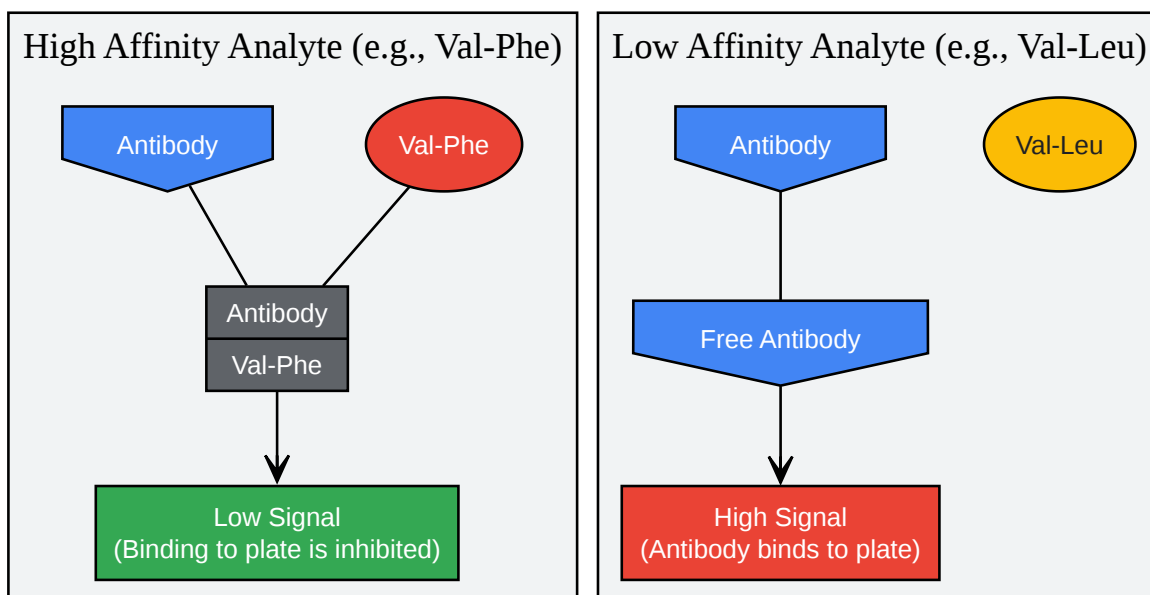 High Affinity Analyte (e.g., Val-Phe)
Antibody
Val-Phe
Antibody
Val-Phe
Low Signal
(Binding to plate is inhibited)
Low Affinity Analyte (e.g., Val-Leu)
Antibody
Val-Leu
Free Antibody
High Signal
(Antibody binds to plate)